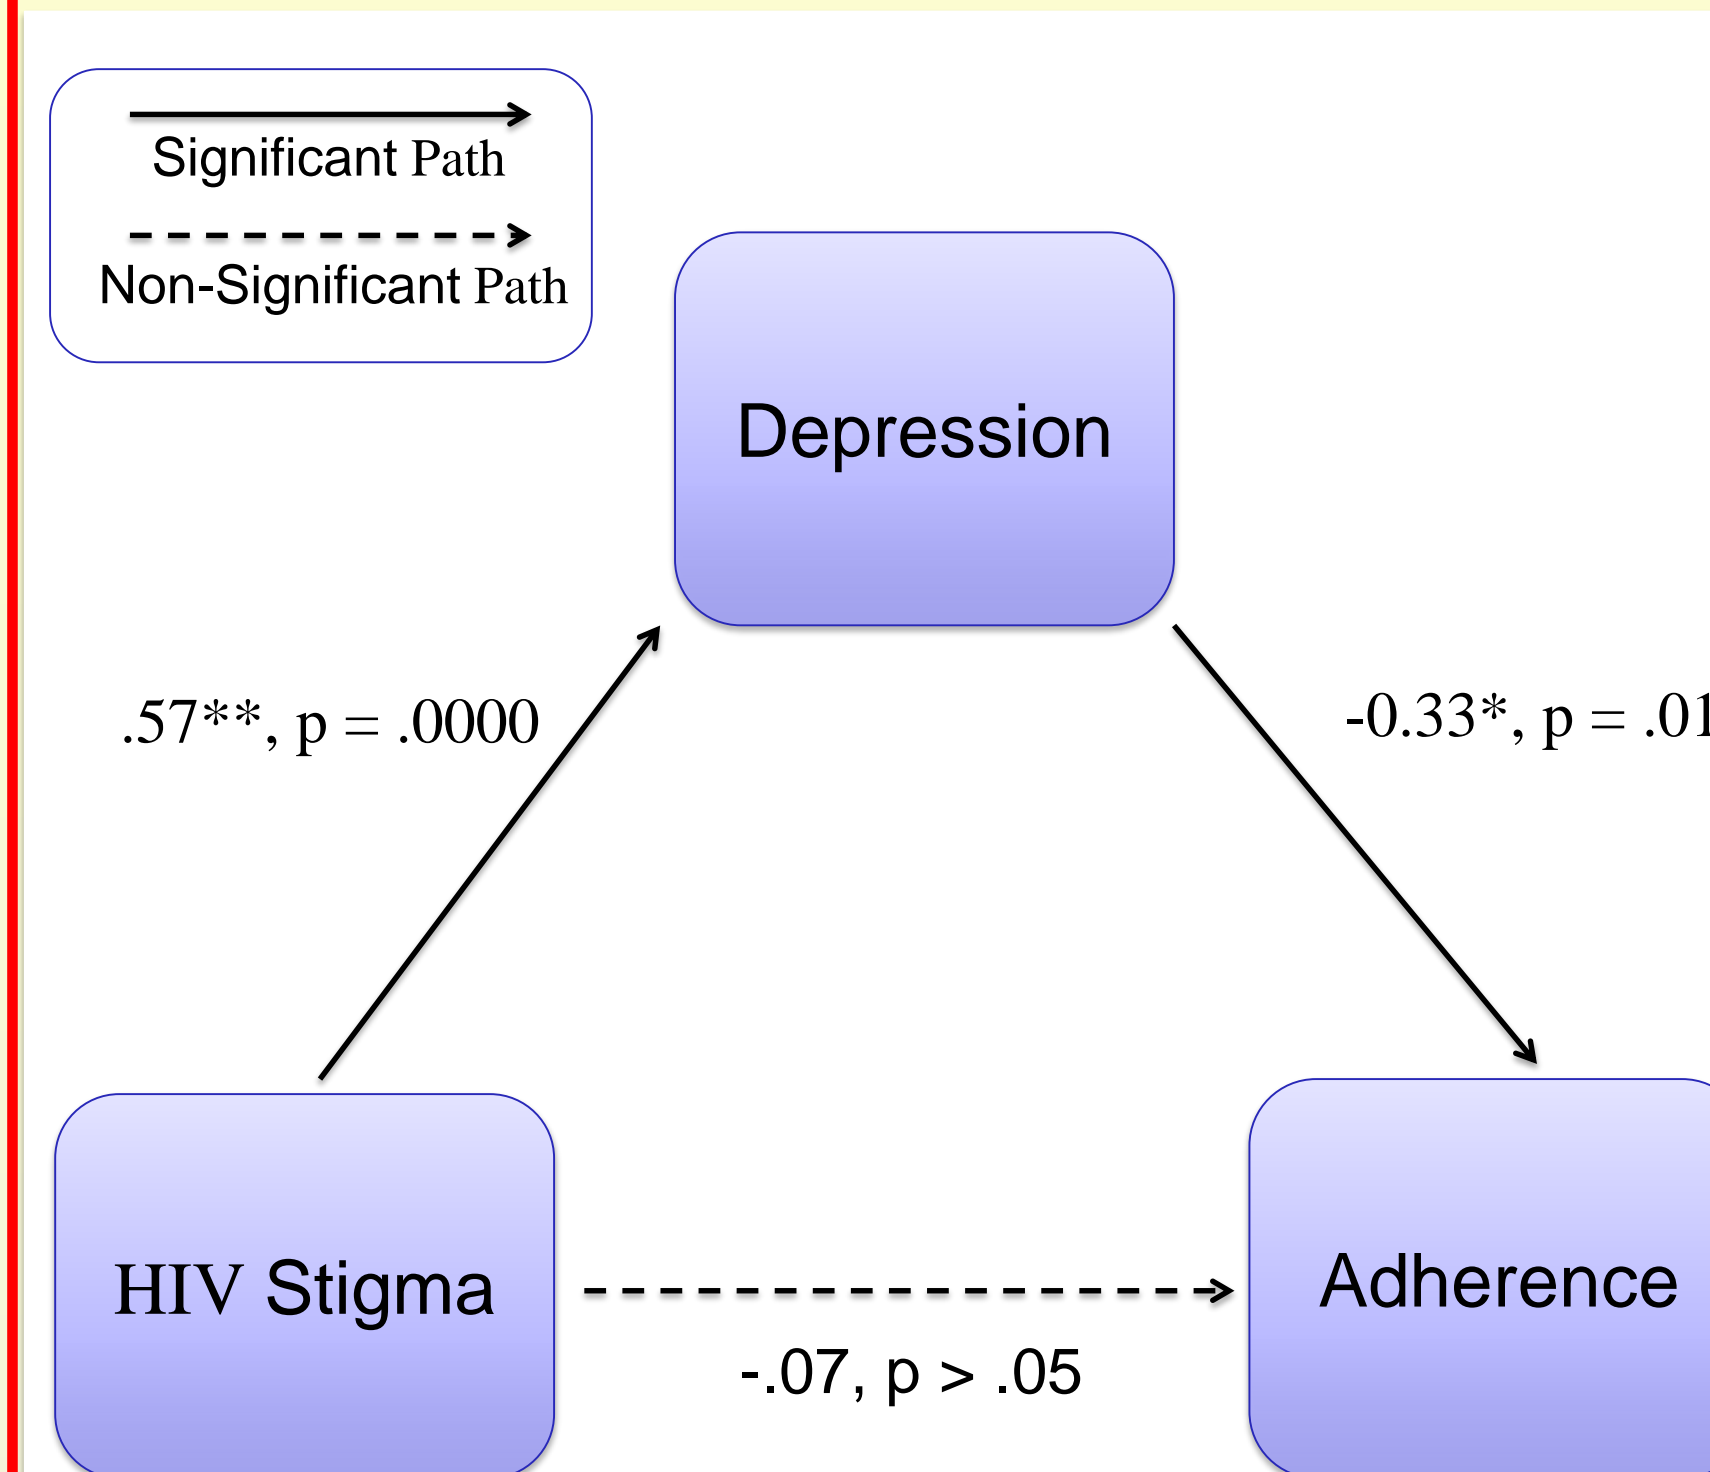 Significant Path
Non-Significant Path
Depression
.57**, p = .0000
-0.33*, p = .01
HIV Stigma
Adherence
-.07, p > .05